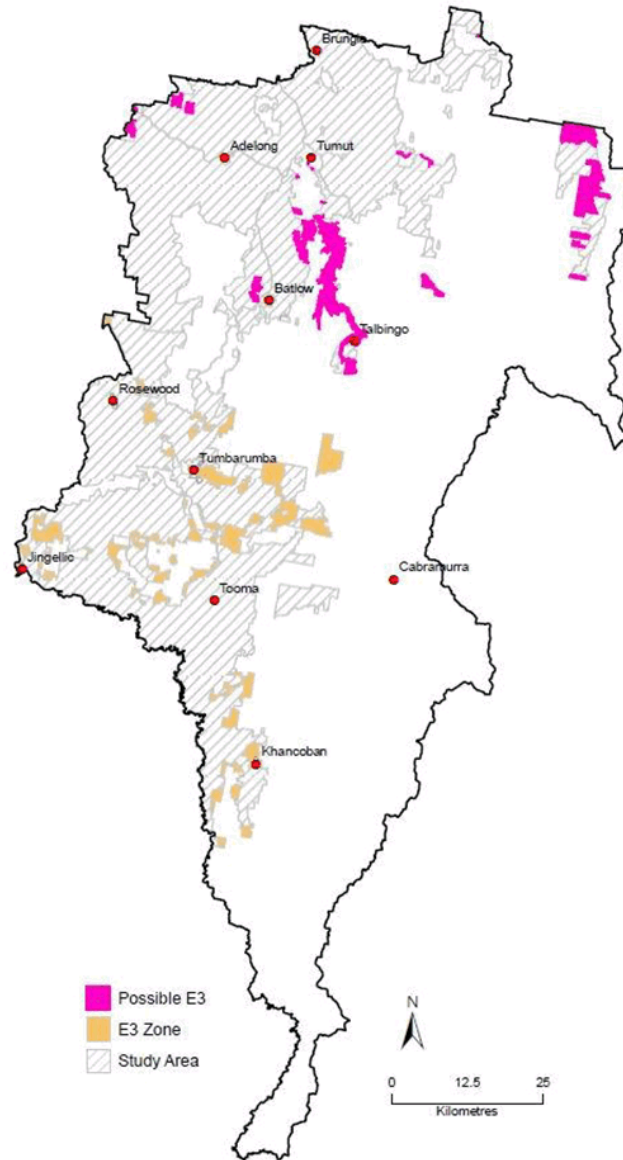 Brungle
Adelong
Tumut
Batlow
Talbingo
Rosewood
Tumbarumba
Jingellic
Cabramurra
Tooma
Khancoban
Possible E3
E3 Zone
Study Area
N
0 12.5 25
Kilometres